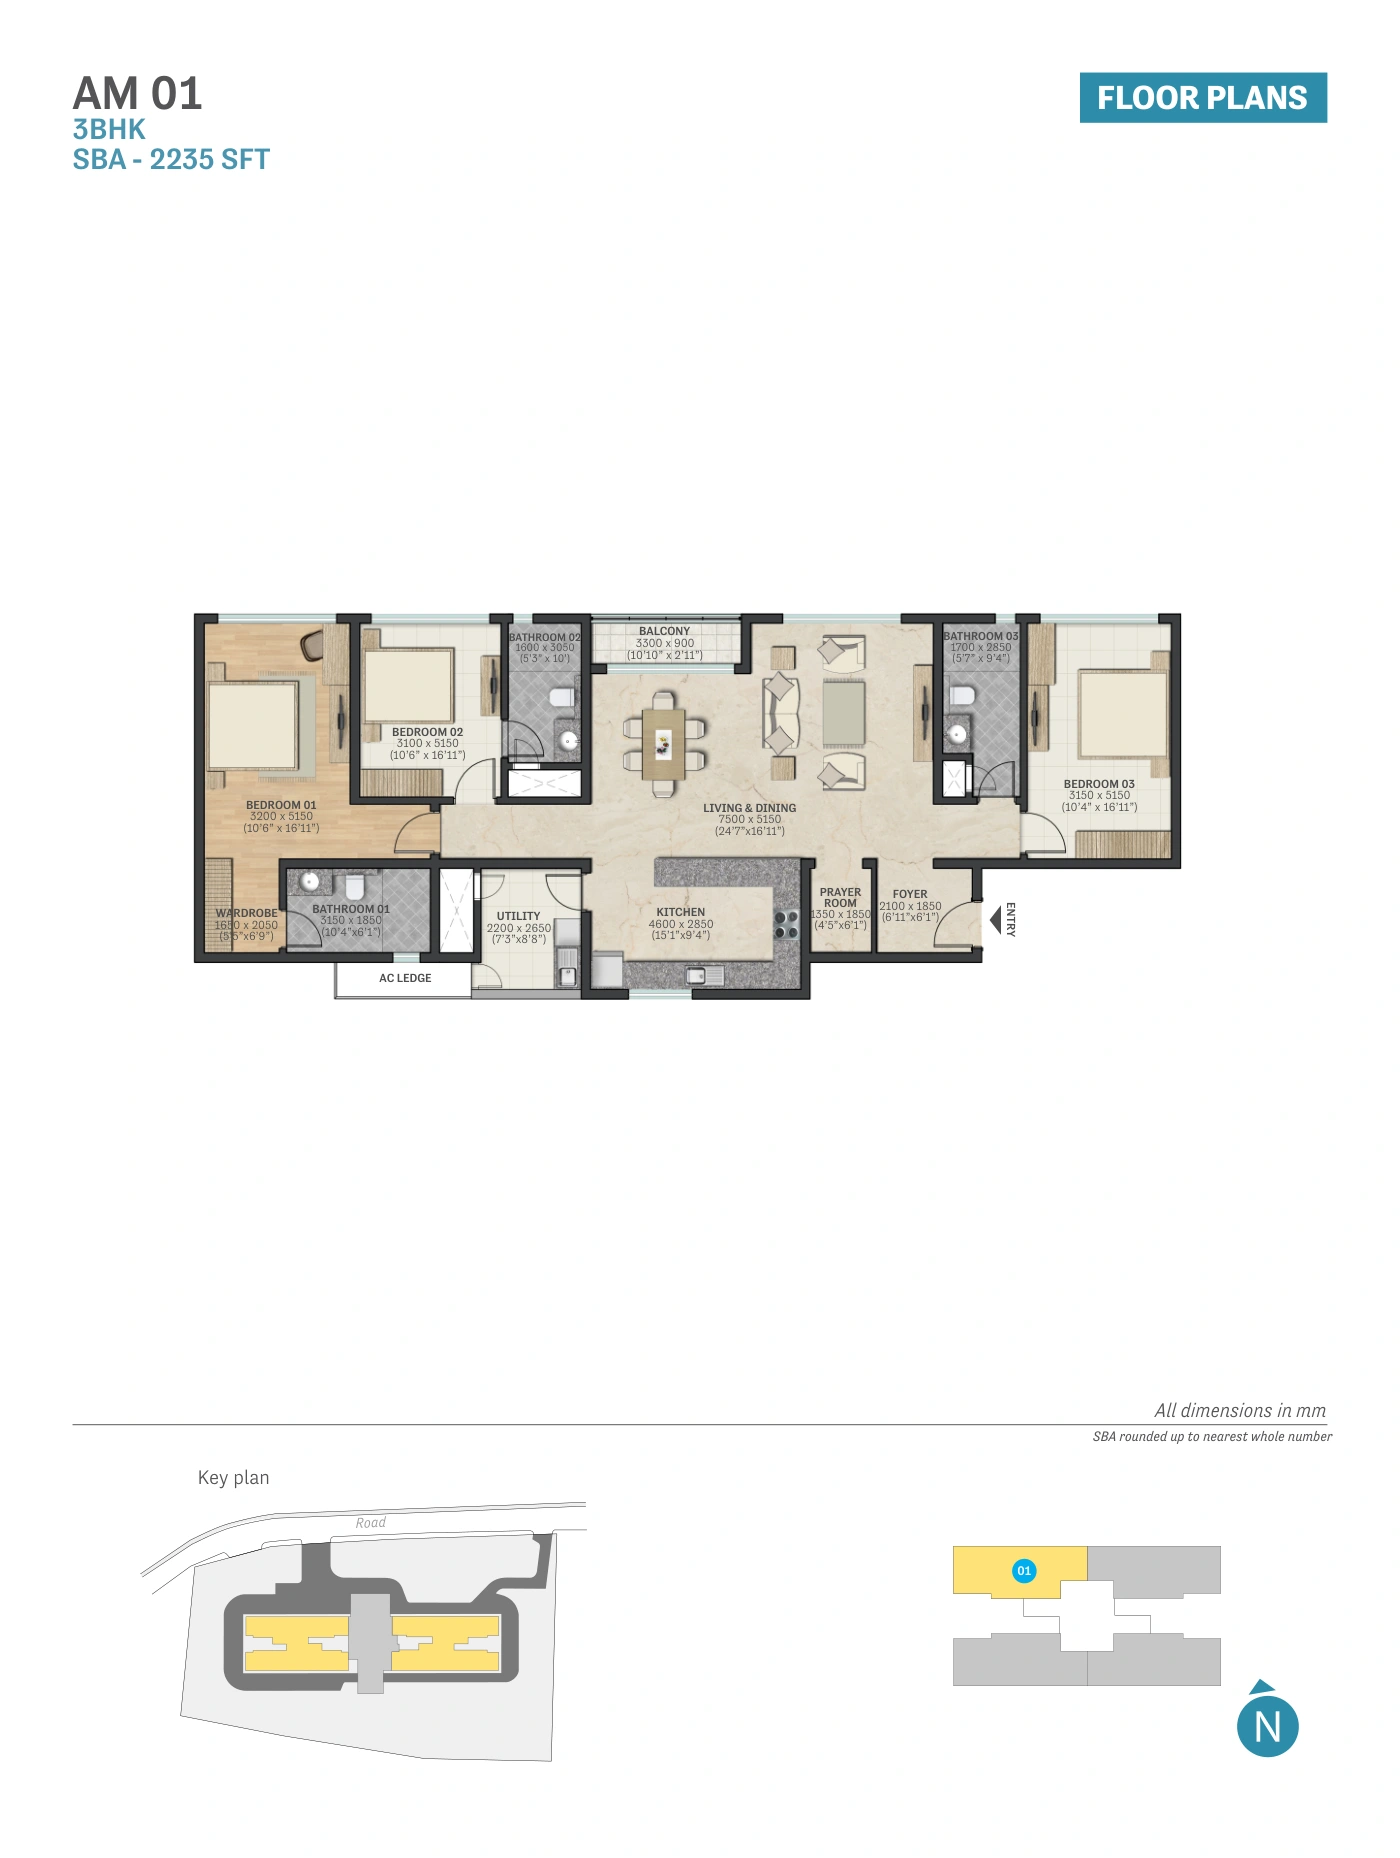 AM 01
3BHK
SBA - 2235 SFT
FLOOR PLANS
BATHROOM 02
1600 x 3050
(5'3" x 10')
BALCONY
3300 x 900
(10'10" x 2'11")
BATHROOM 03
1700 x 2850
(5'7" x 9'4")
BEDROOM 02
3100 x 5150
(10'6" x 16'11")
BEDROOM 01
3200 x 5150
(10'6" x 16'11")
LIVING & DINING
7500 x 5150
(24'7"x16'11")
BEDROOM 03
3150 x 5150
(10'4" x 16'11")
WARDROBE
1650 x 2050
(5'5"x6'9")
BATHROOM 01
3150 x 1850
(10'4"x6'1")
UTILITY
2200 x 2650
(7'3"x8'8")
KITCHEN
4600 x 2850
(15'1"x9'4")
PRAYER
ROOM
1350 x 1850
(4'5"x6'1")
FOYER
2100 x 1850
(6'11"x6'1")
ENTRY
AC LEDGE
All dimensions in mm
SBA rounded up to nearest whole number
Key plan
Road
01
N